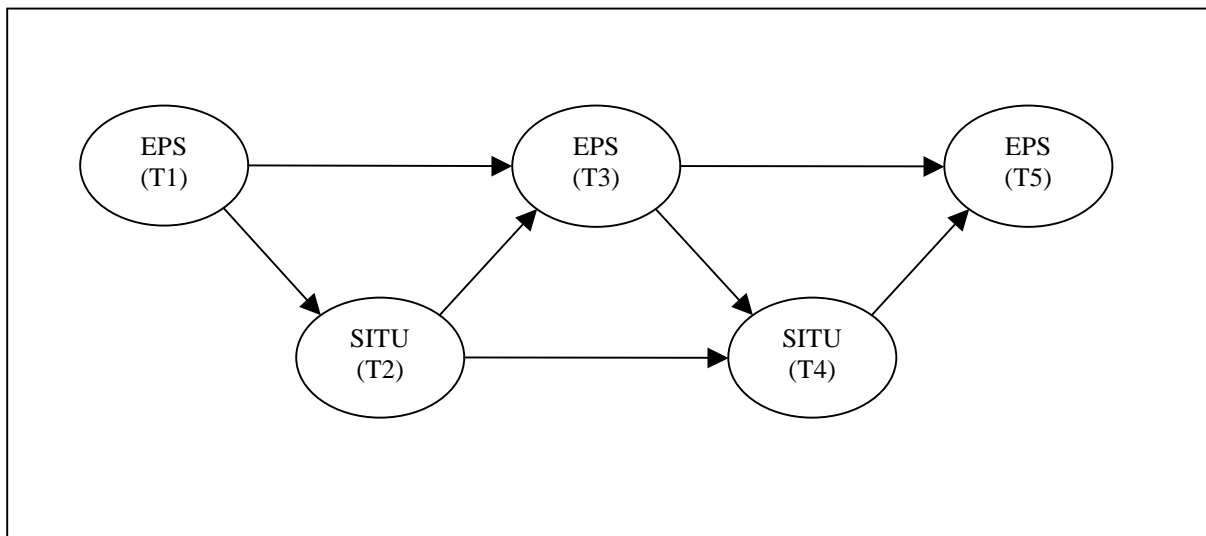 EPS
(T1)
EPS
(T3)
EPS
(T5)
SITU
(T2)
SITU
(T4)